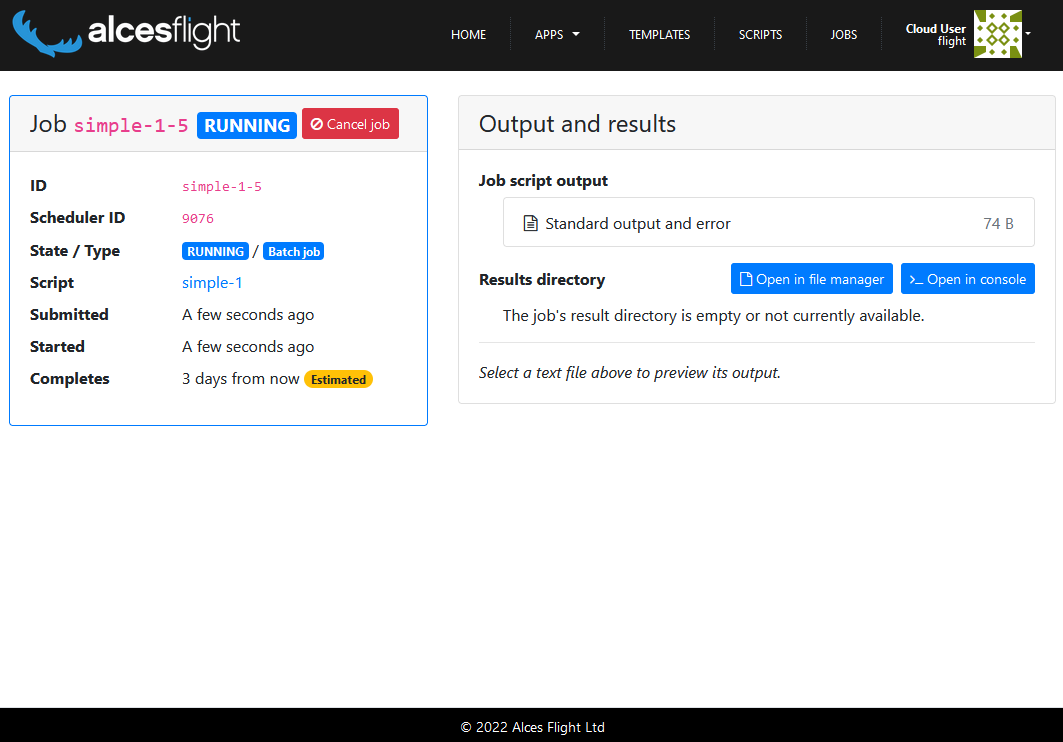 alcesflight
HOME
APPS
TEMPLATES
SCRIPTS
JOBS
Cloud User
flight
Job simple-1-5 RUNNING Cancel job
ID simple-1-5
Scheduler ID 9076
State / Type RUNNING / Batch job
Script simple-1
Submitted A few seconds ago
Started A few seconds ago
Completes 3 days from now Estimated
Output and results
Job script output
Standard output and error 74 B
Results directory Open in file manager >_ Open in console
The job's result directory is empty or not currently available.
Select a text file above to preview its output.
© 2022 Alces Flight Ltd